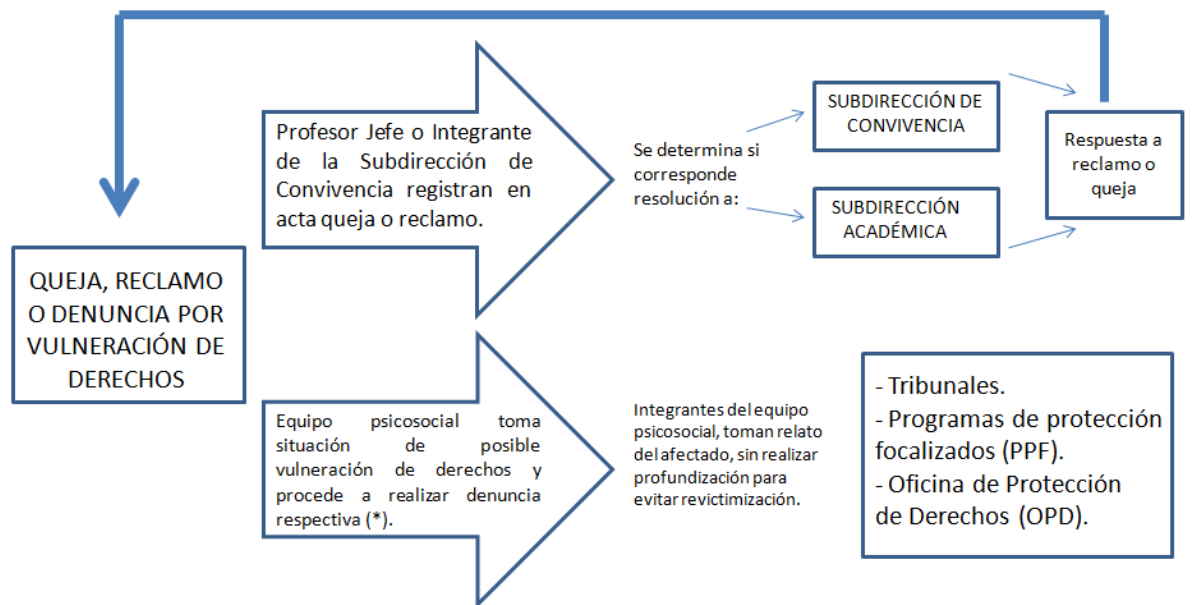 QUEJA, RECLAMO
O DENUNCIA POR
VULNERACIÓN DE
DERECHOS
Profesor Jefe o Integrante
de la Subdirección de
Convivencia registran en
acta queja o reclamo.
Se determina si
corresponde
resolución a:
SUBDIRECCIÓN DE
CONVIVENCIA
SUBDIRECCIÓN
ACADÉMICA
Respuesta a
reclamo o
queja
Equipo psicosocial toma
situación de posible
vulneración de derechos y
procede a realizar denuncia
respectiva (*).
Integrantes del equipo
psicosocial, toman relato
del afectado, sin realizar
profundización para
evitar revictimización.
- Tribunales.
- Programas de protección
focalizados (PPF).
- Oficina de Protección
de Derechos (OPD).